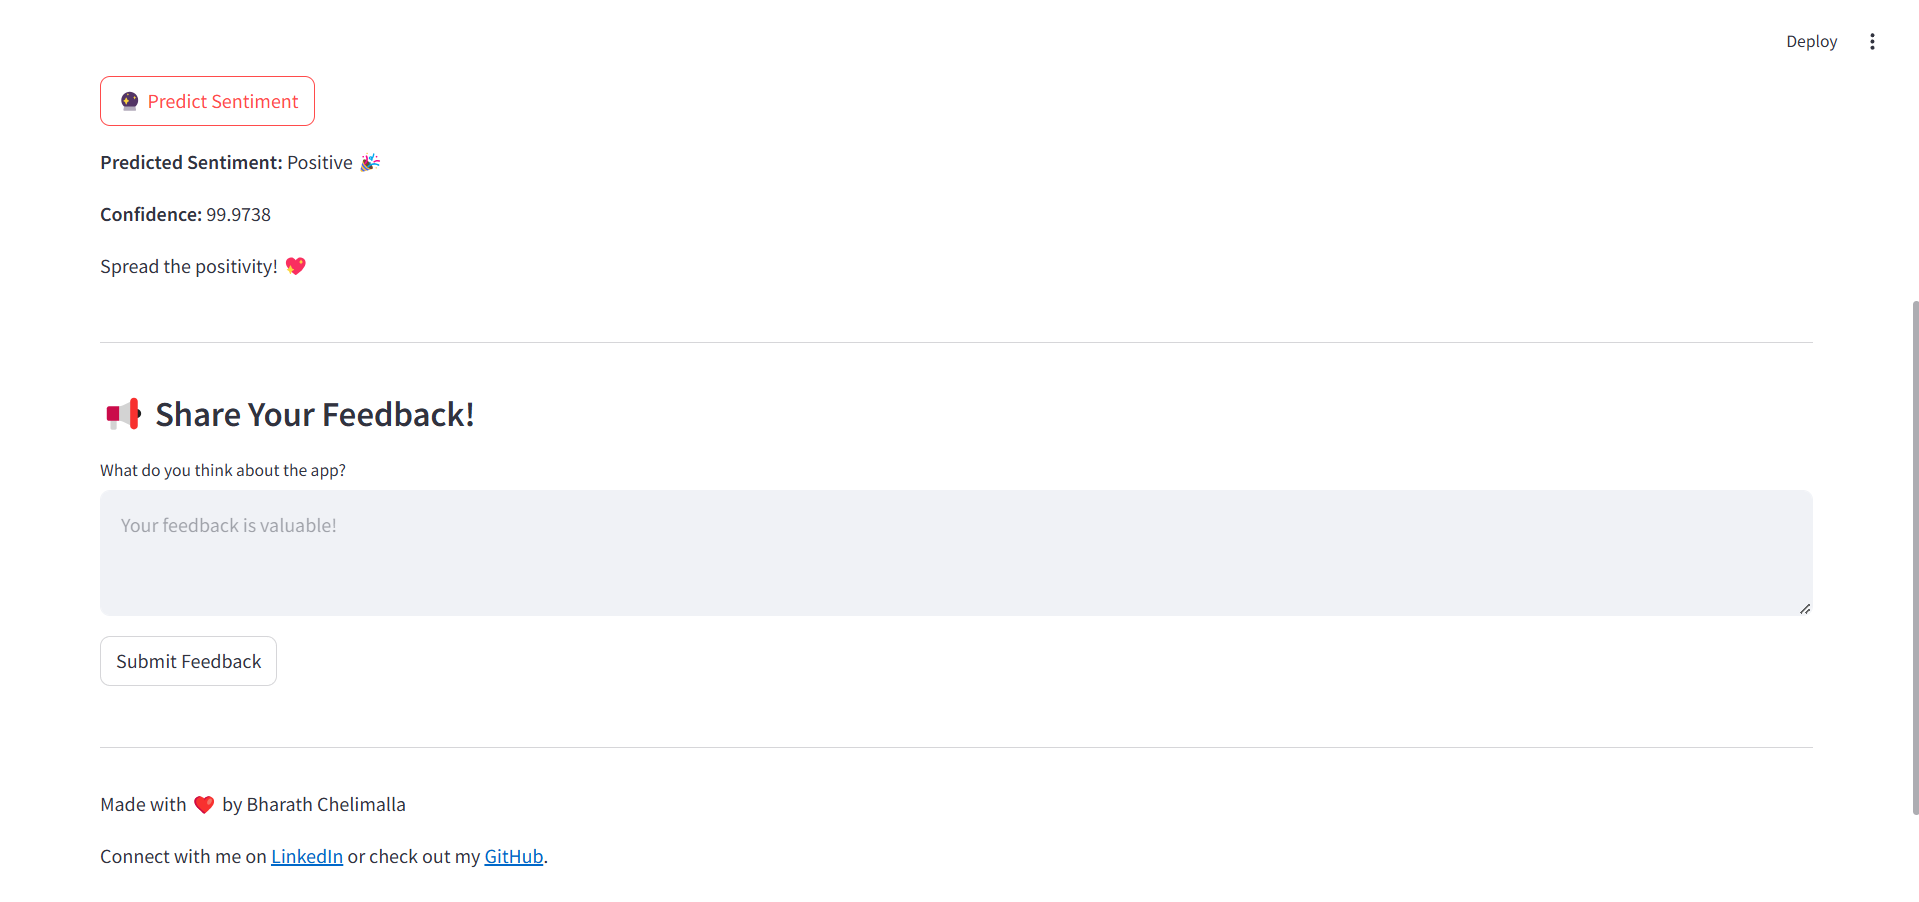 Deploy
🔮 Predict Sentiment
Predicted Sentiment: Positive 🎉
Confidence: 99.9738
Spread the positivity! 💖
📢 Share Your Feedback!
What do you think about the app?
Your feedback is valuable!
Submit Feedback
Made with ❤️ by Bharath Chelimalla
Connect with me on LinkedIn or check out my GitHub.